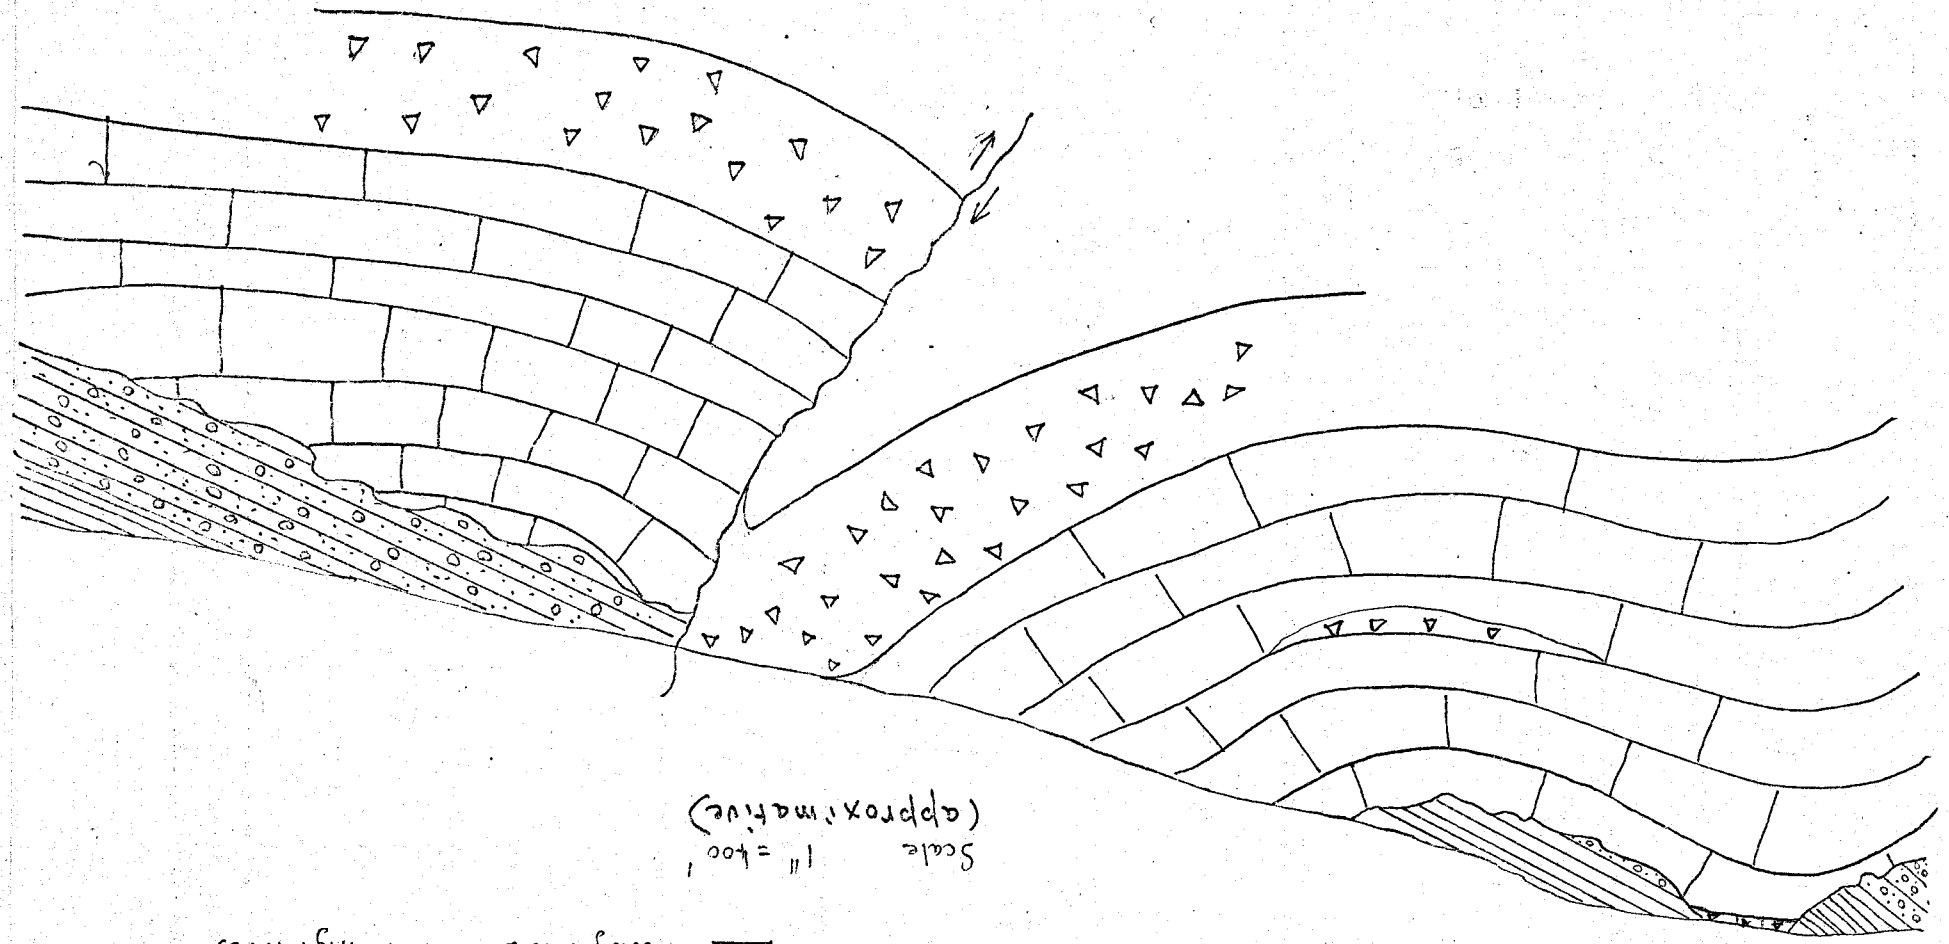 Scale 1" = 400'
(approximative)